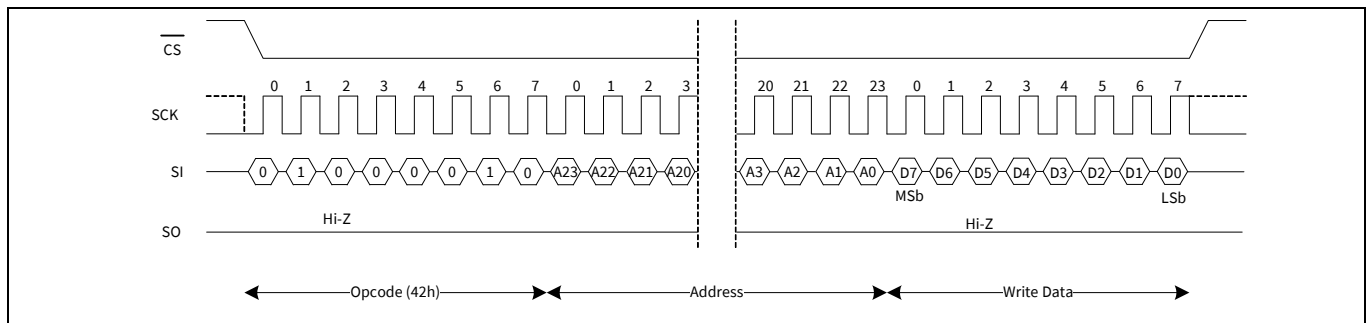 CS
0 1 2 3 4 5 6 7 0 1 2 3 20 21 22 23 0 1 2 3 4 5 6 7
SCK
SI 0 1 0 0 0 0 1 0 A23 A22 A21 A20 A3 A2 A1 A0 D7 D6 D5 D4 D3 D2 D1 D0
MSb LSb
Hi-Z Hi-Z
SO
Opcode (42h) Address Write Data